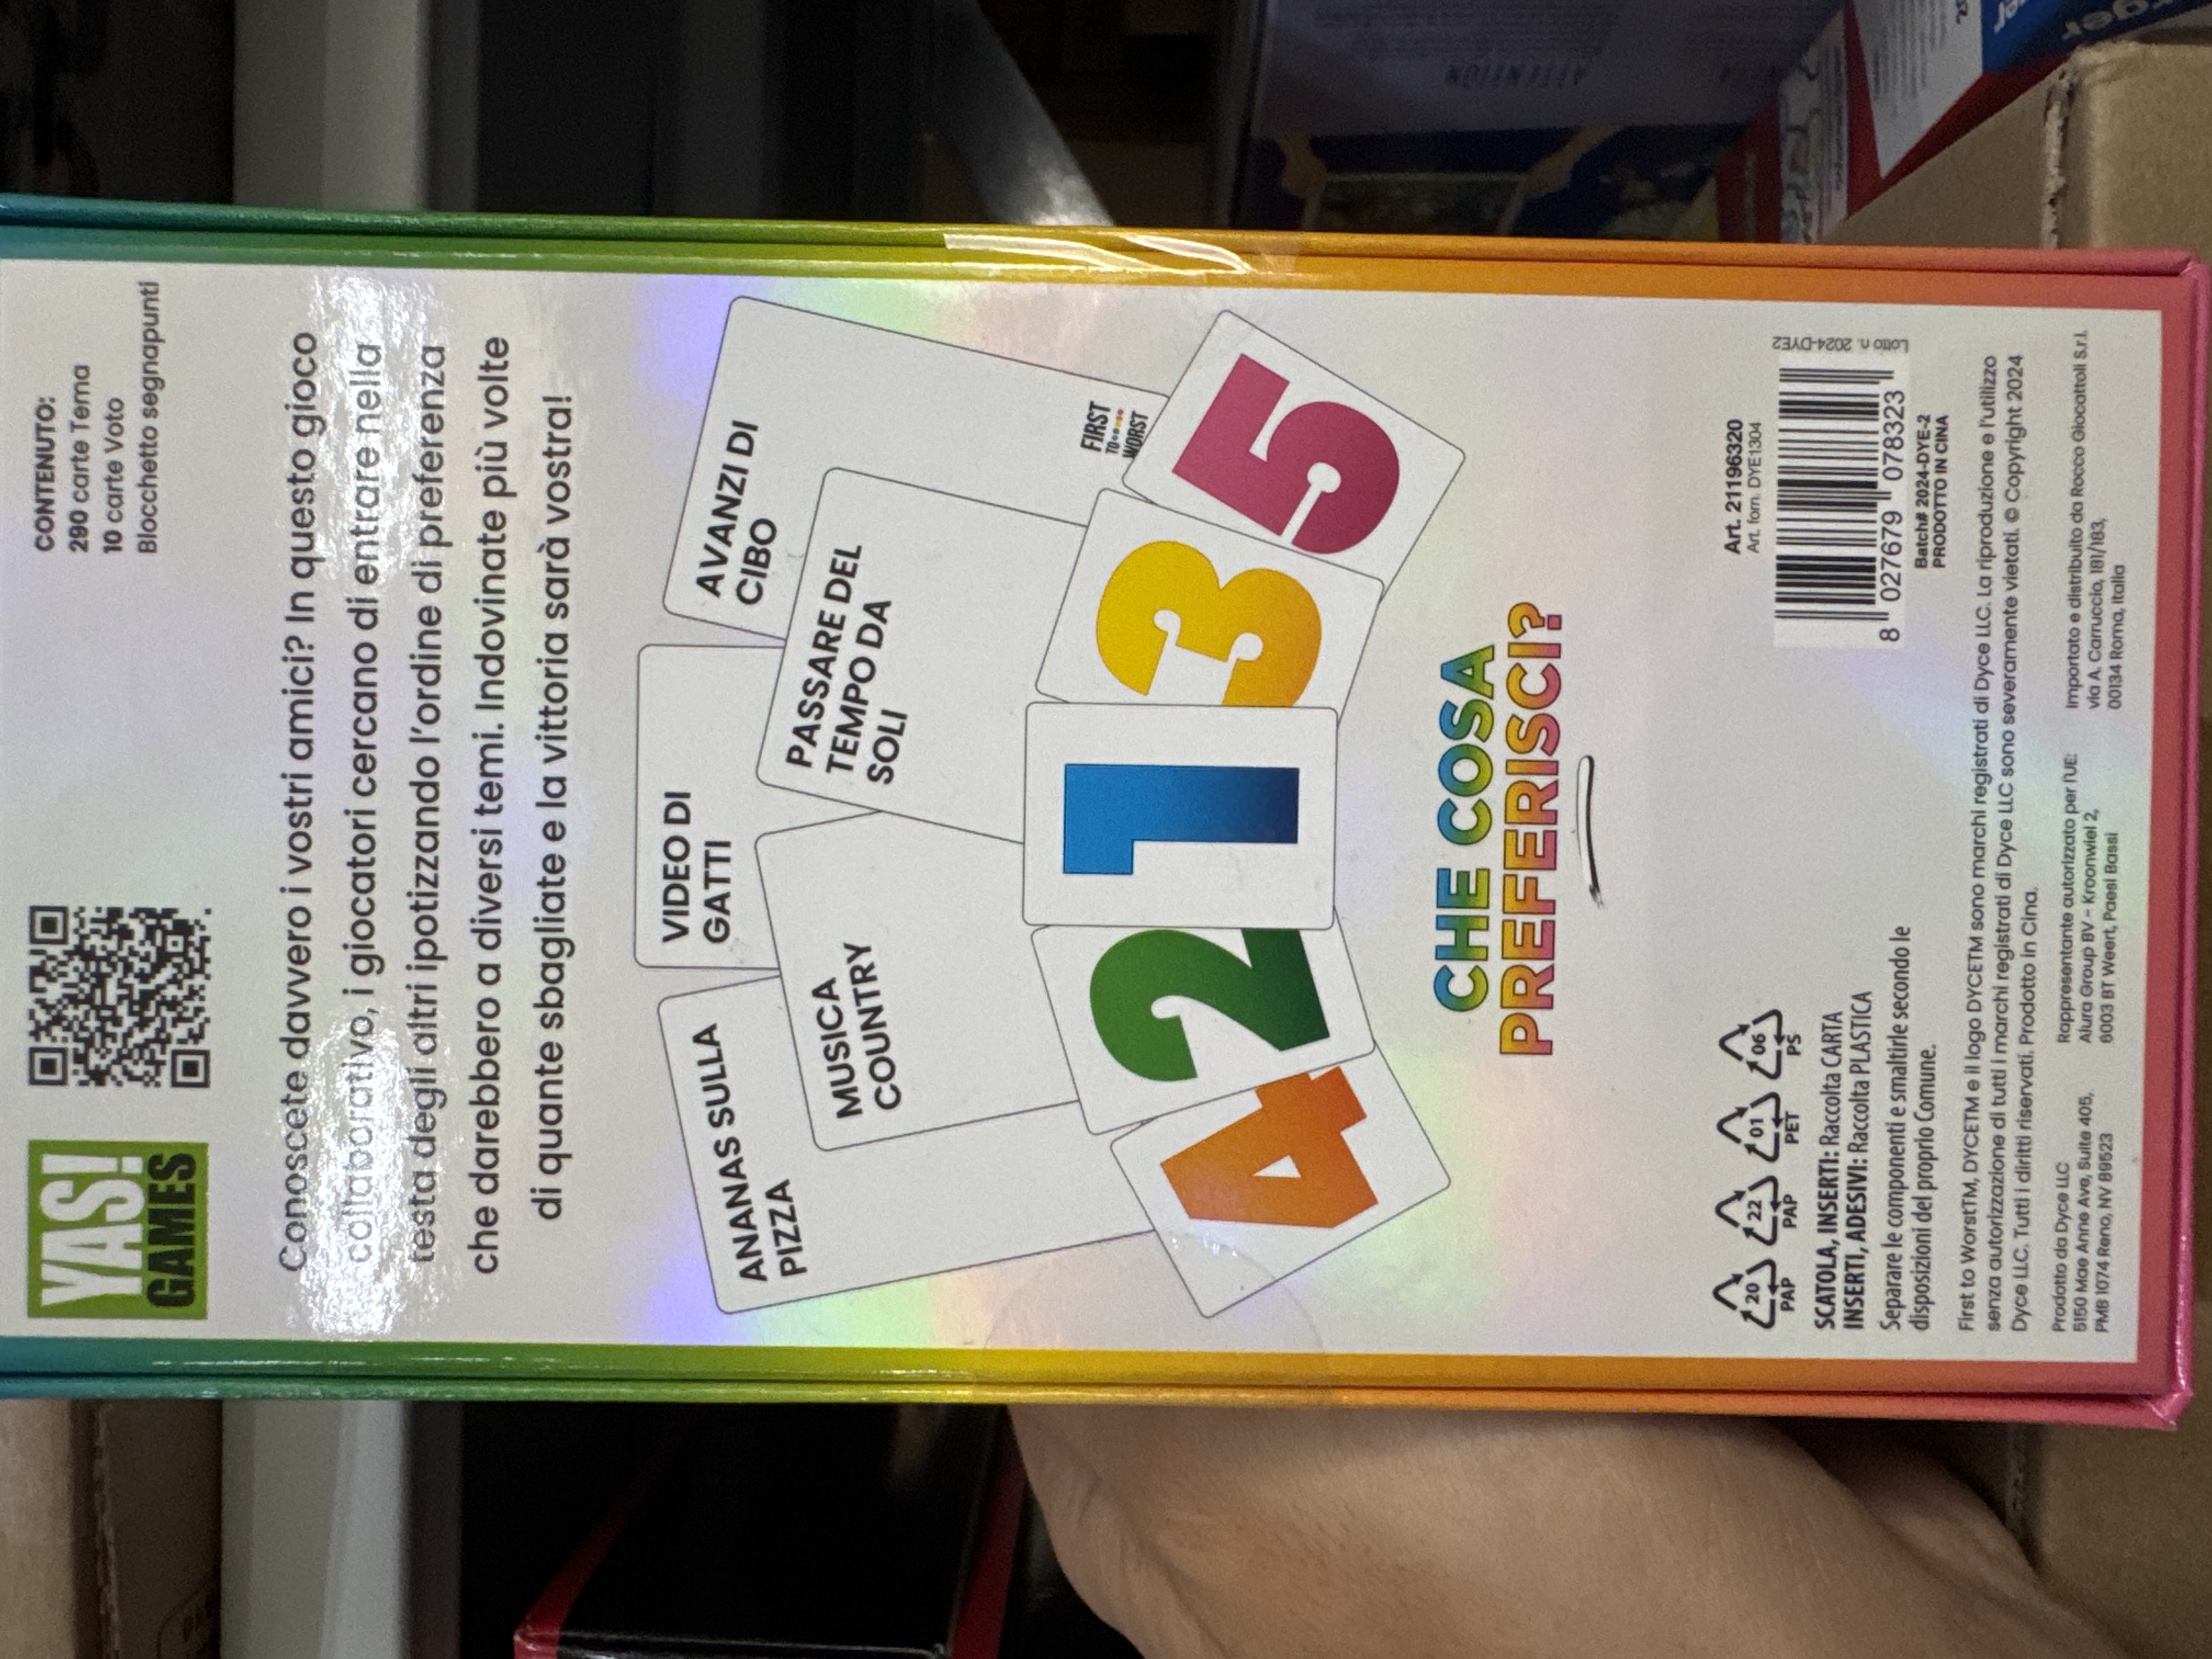 YAS!
GAMES
CONTENUTO:
290 carte Tema
10 carte Voto
Blocchetto segnapunti
Conoscete davvero i vostri amici? In questo gioco
collaborativo, i giocatori cercano di entrare nella
testa degli altri ipotizzando l'ordine di preferenza
che darebbero a diversi temi. Indovinate più volte
di quante sbagliate e la vittoria sarà vostra!
ANANAS SULLA
PIZZA
MUSICA
COUNTRY
VIDEO DI
GATTI
PASSARE DEL
TEMPO DA
SOLI
AVANZI DI
CIBO
FIRST
TO
WORST
4
2
1
3
5
CHE COSA
PREFERISCI?
20
PAP
22
PAP
01
PET
06
PS
SCATOLA, INSERTI: Raccolta CARTA
INSERTI, ADESIVI: Raccolta PLASTICA
Separare le componenti e smaltirle secondo le
disposizioni del proprio Comune.
Art. 21196320
Art. forn. DYE1304
8 027679 078323
Lotto n. 2024-DYE2
Batch# 2024-DYE-2
PRODOTTO IN CINA
First to WorstTM, DYCETM e il logo DYCETM sono marchi registrati di Dyce LLC. La riproduzione e l'utilizzo
senza autorizzazione di tutti i marchi registrati di Dyce LLC sono severamente vietati. © Copyright 2024
Dyce LLC. Tutti i diritti riservati. Prodotto in Cina.
Prodotto da Dyce LLC
5150 Mae Anne Ave, Suite 405,
PMB 1074 Reno, NV 89523
Rappresentante autorizzato per l'UE:
Alura Group BV - Kroonwiel 2,
6003 BT Weert, Paesi Bassi
Importato e distribuito da Rocco Giocattoli S.r.l.
via A. Carruccio, 181/183,
00134 Roma, Italia
ATTENTION